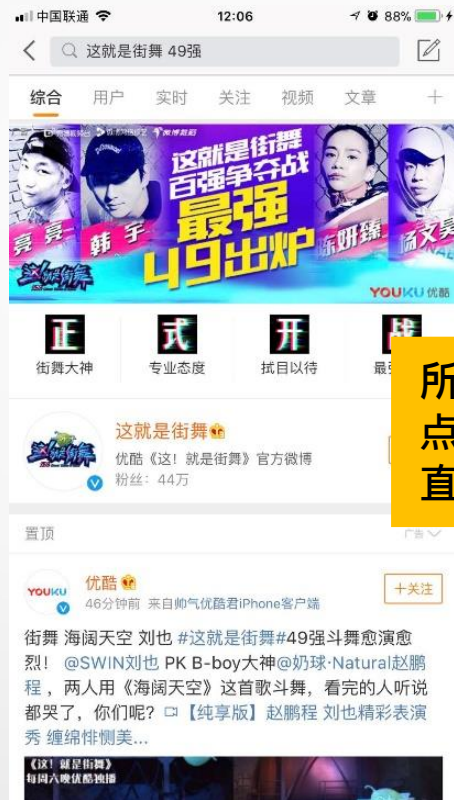 中国联通
12:06
88%
这就是街舞 49强
综合 用户 实时 关注 视频 文章
这就是街舞
百强争夺战
最强
49出炉
亮亮
韩宇
陈妍臻
杨文昊
这!就是街舞
YOUKU 优酷
正 式 开 战
街舞大神 专业态度 拭目以待 最
这就是街舞
优酷《这！就是街舞》官方微博
粉丝：44万
所
点
直
置顶
广告
优酷
YOUKU
46分钟前 来自帅气优酷君iPhone客户端
+关注
街舞 海阔天空 刘也 #这就是街舞#49强斗舞愈演愈
烈！ @SWIN刘也 PK B-boy大神@奶球·Natural赵鹏
程 ，两人用《海阔天空》这首歌斗舞，看完的人听说
都哭了，你们呢？【纯享版】赵鹏程 刘也精彩表演
秀 缠绵悱恻美...
《这！就是街舞》
每周六晚优酷独播